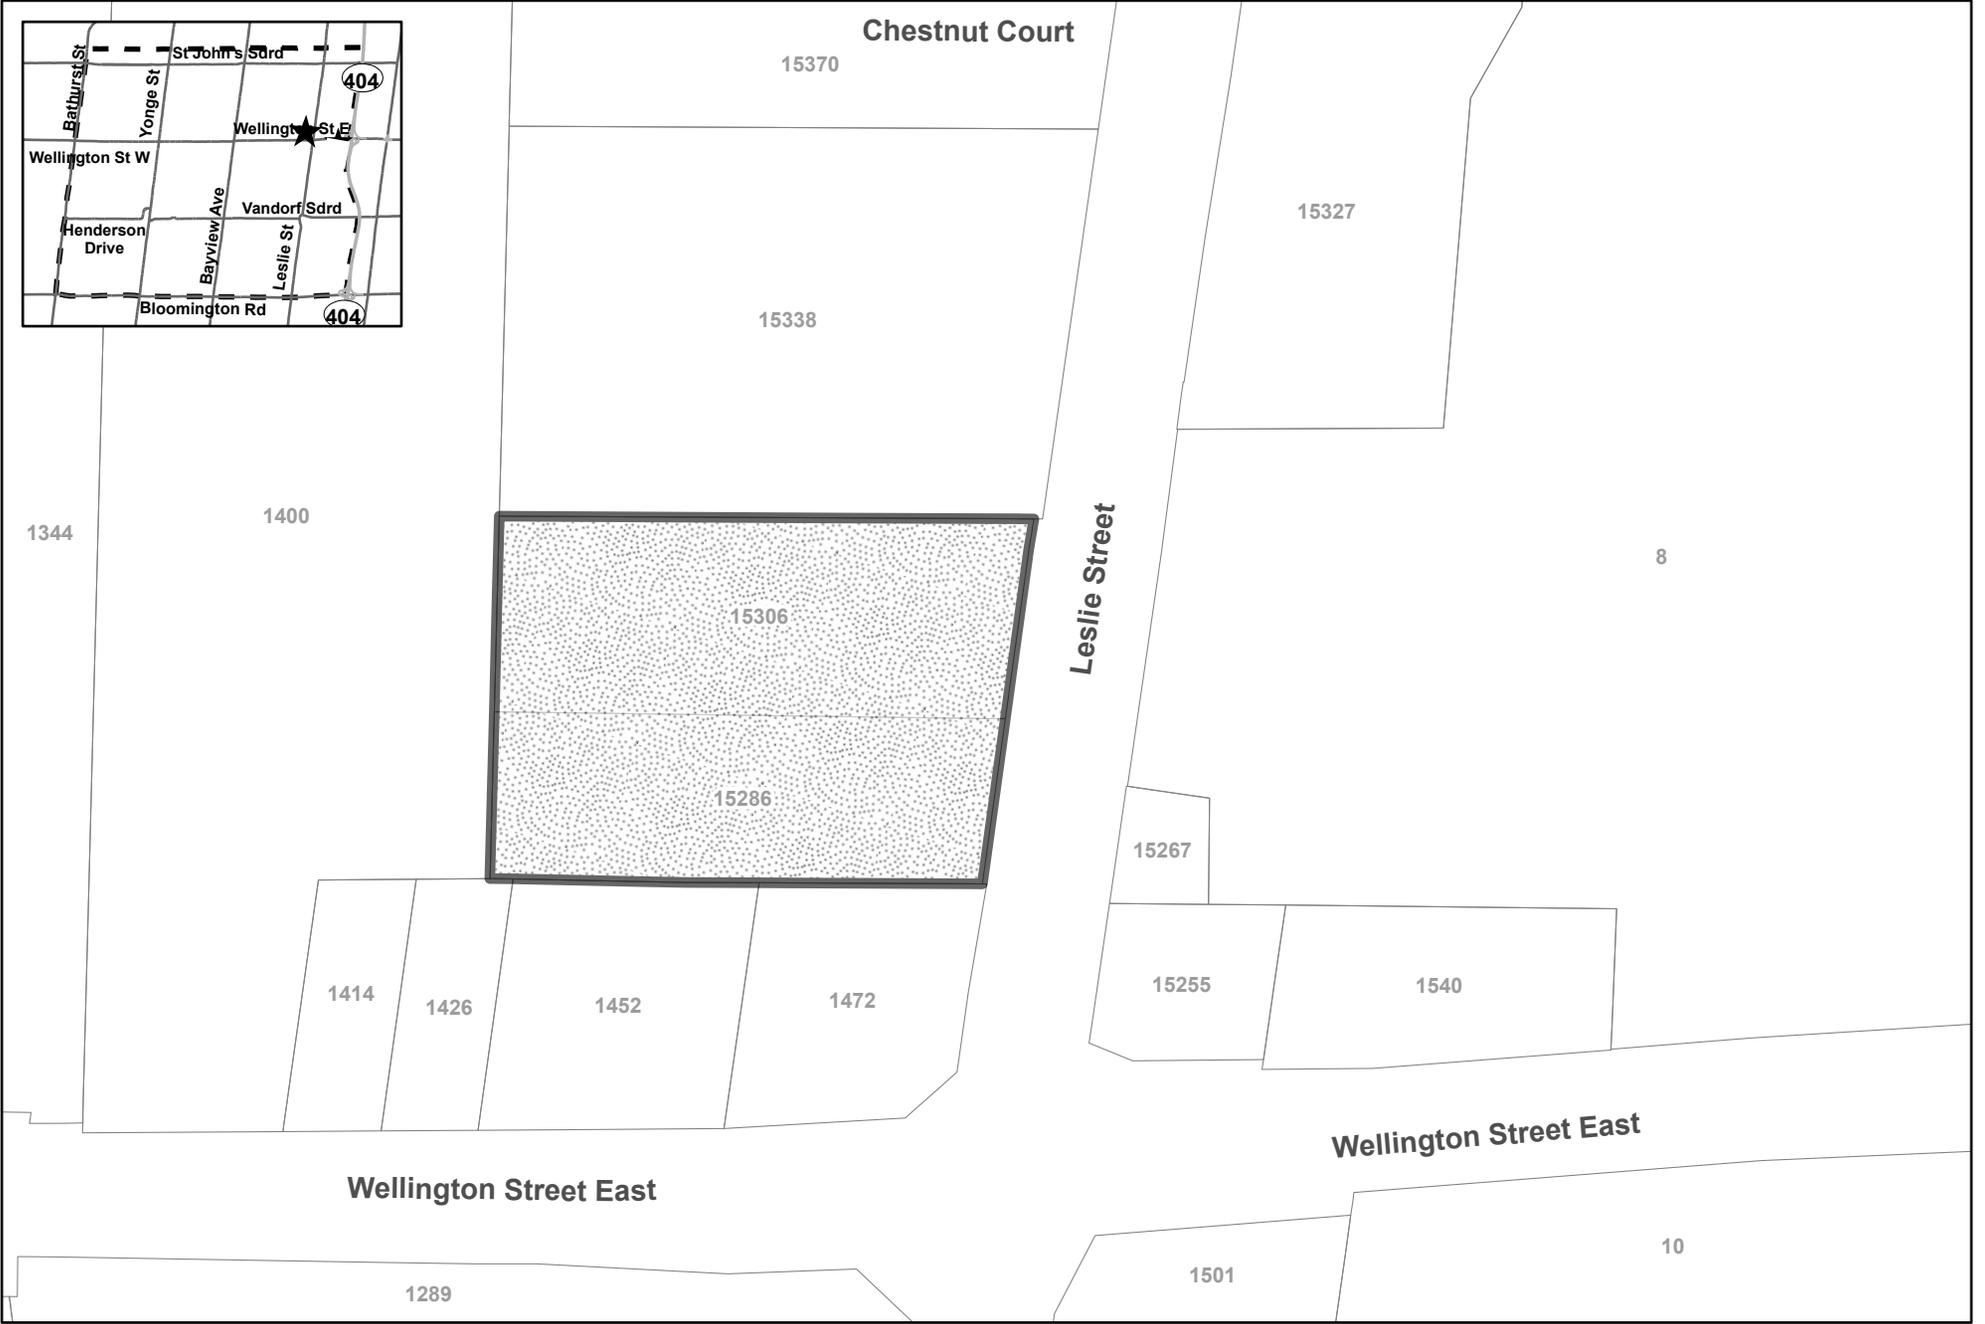 Chestnut Court
15370
St John's Sdrd
Bathurst St
Yonge St
404
Wellington St E
Wellington St W
Vandorf Sdrd
Henderson
Drive
Bayview Ave
Leslie St
Bloomington Rd
404
15327
15338
1344
1400
8
Leslie Street
15306
15286
15267
1414
1426
1452
1472
15255
1540
Wellington Street East
Wellington Street East
1289
1501
10